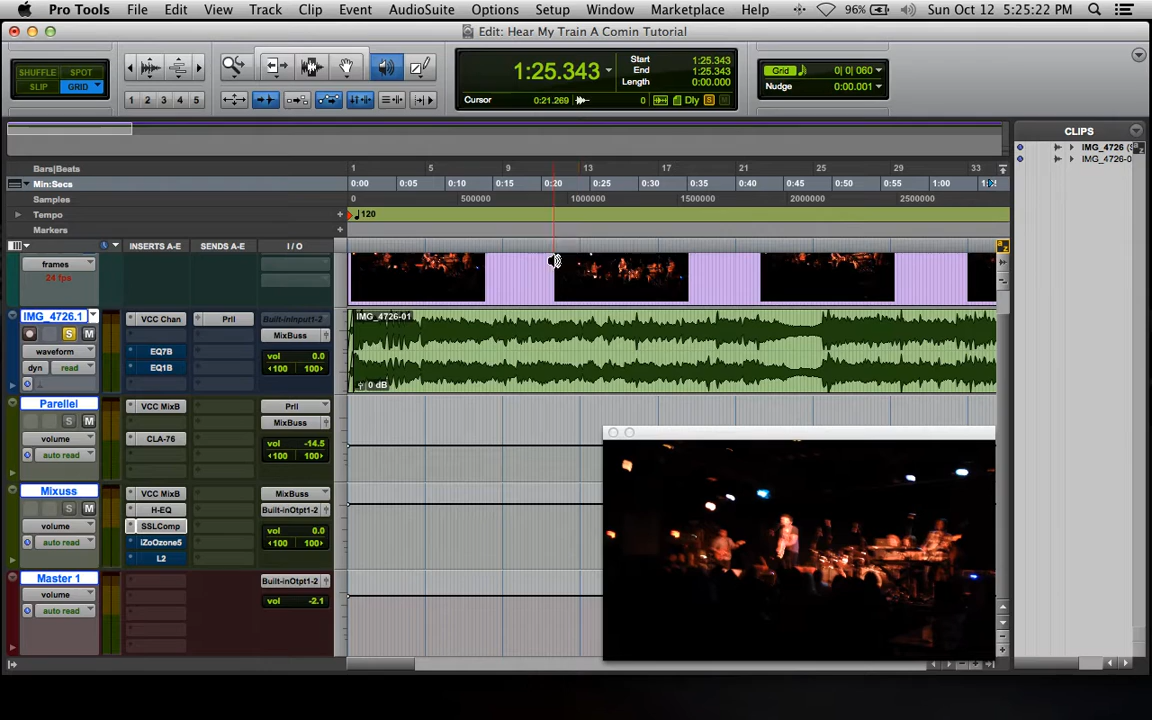 Pro Tools File Edit View Track Clip Event AudioSuite Options Setup Window Marketplace Help 96% Sun Oct 12 5:25:22
Edit: Hear My Train A Comin Tutorial
SHUFFLE SPOT
SLIP GRID
1 2 3 4 5
1:25.343
Start 1:25.343
End 1:25.343
Length 0:00.000
Cursor 0:21.269 0 Dly S M
Grid 0| 0| 060
Nudge 0:00.001
CLIPS
IMG_4726 (S
IMG_4726-0
Bars|Beats 1 5 9 13 17 21 25 29 33
Min:Secs 0:00 0:05 0:10 0:15 0:20 0:25 0:30 0:35 0:40 0:45 0:50 0:55 1:00
Samples 0 500000 1000000 1500000 2000000 2500000
Tempo 120
Markers
INSERTS A-E SENDS A-E I / O
frames
24 fps
IMG_4726.1 VCC Chan Prll Built-inInput1-2 IMG_4726-01
S M MixBuss
waveform EQ7B vol 0.0
dyn read EQ1B 100 100 0 dB
Parellel VCC MixB Prll
S M MixBuss
volume CLA-76 vol -14.5
auto read 100 100
Mixuss VCC MixB MixBuss
S M H-EQ Built-inOtpt1-2
volume SSLComp vol 0.0
auto read iZoOzone5 100 100
L2
Master 1 Built-inOtpt1-2
volume vol -2.1
auto read